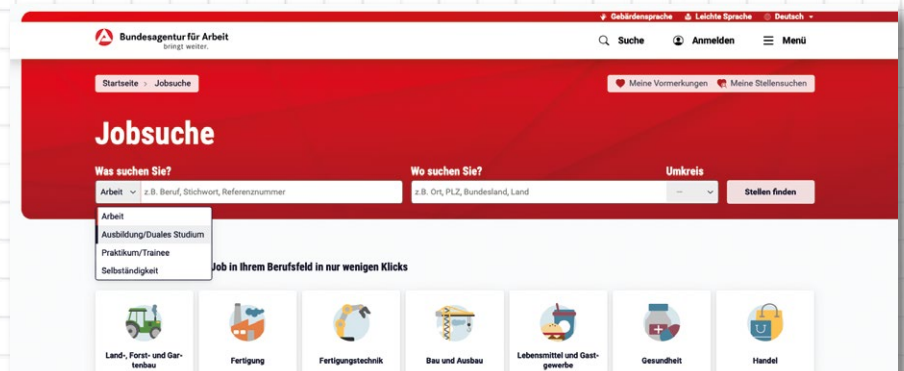 Gebärdensprache Leichte Sprache Deutsch
Bundesagentur für Arbeit
bringt weiter.
Suche Anmelden Menü
Startseite > Jobsuche
Meine Vormerkungen Meine Stellensuchen
Jobsuche
Was suchen Sie? Wo suchen Sie? Umkreis
Arbeit z.B. Beruf, Stichwort, Referenznummer z.B. Ort, PLZ, Bundesland, Land -- Stellen finden
Arbeit
Ausbildung/Duales Studium
Praktikum/Trainee
Selbständigkeit
Job in Ihrem Berufsfeld in nur wenigen Klicks
Land-, Forst- und Gar-
tenbau
Fertigung
Fertigungstechnik
Bau und Ausbau
Lebensmittel und Gast-
gewerbe
Gesundheit
Handel